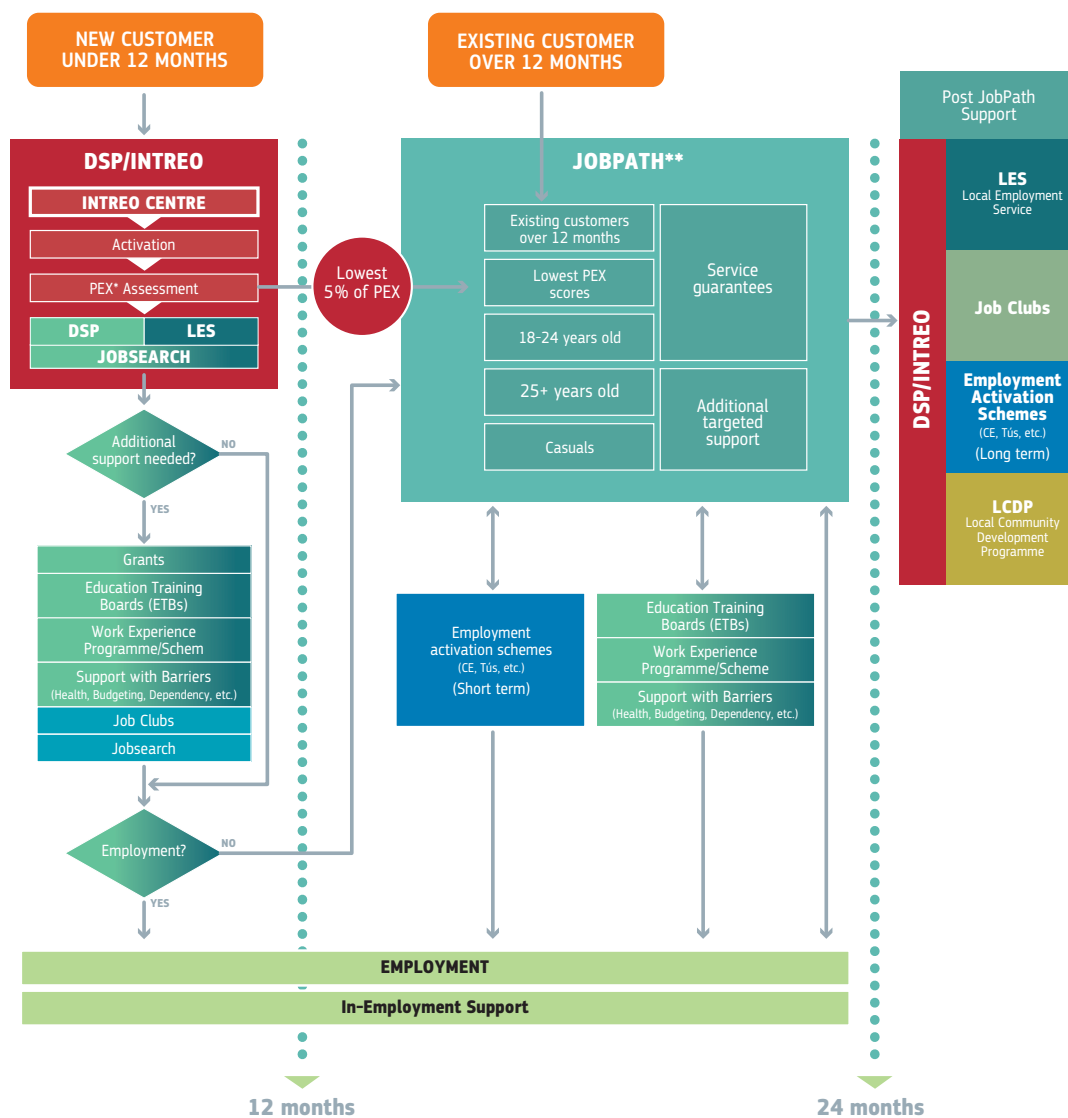 NEW CUSTOMER
UNDER 12 MONTHS
EXISTING CUSTOMER
OVER 12 MONTHS
DSP/INTREO
INTREO CENTRE
Activation
PEX* Assessment
DSP
LES
JOBSEARCH
Lowest
5% of PEX
Additional
support needed?
NO
YES
Grants
Education Training
Boards (ETBs)
Work Experience
Programme/Schem
Support with Barriers
(Health, Budgeting, Dependency, etc.)
Job Clubs
Jobsearch
Employment?
NO
YES
JOBPATH**
Existing customers
over 12 months
Lowest PEX
scores
18-24 years old
25+ years old
Casuals
Service
guarantees
Additional
targeted
support
Employment
activation schemes
(CE, Tús, etc.)
(Short term)
Education Training
Boards (ETBs)
Work Experience
Programme/Scheme
Support with Barriers
(Health, Budgeting, Dependency, etc.)
Post JobPath
Support
DSP/INTREO
LES
Local Employment
Service
Job Clubs
Employment
Activation
Schemes
(CE, Tús, etc.)
(Long term)
LCDP
Local Community
Development
Programme
EMPLOYMENT
In-Employment Support
12 months
24 months